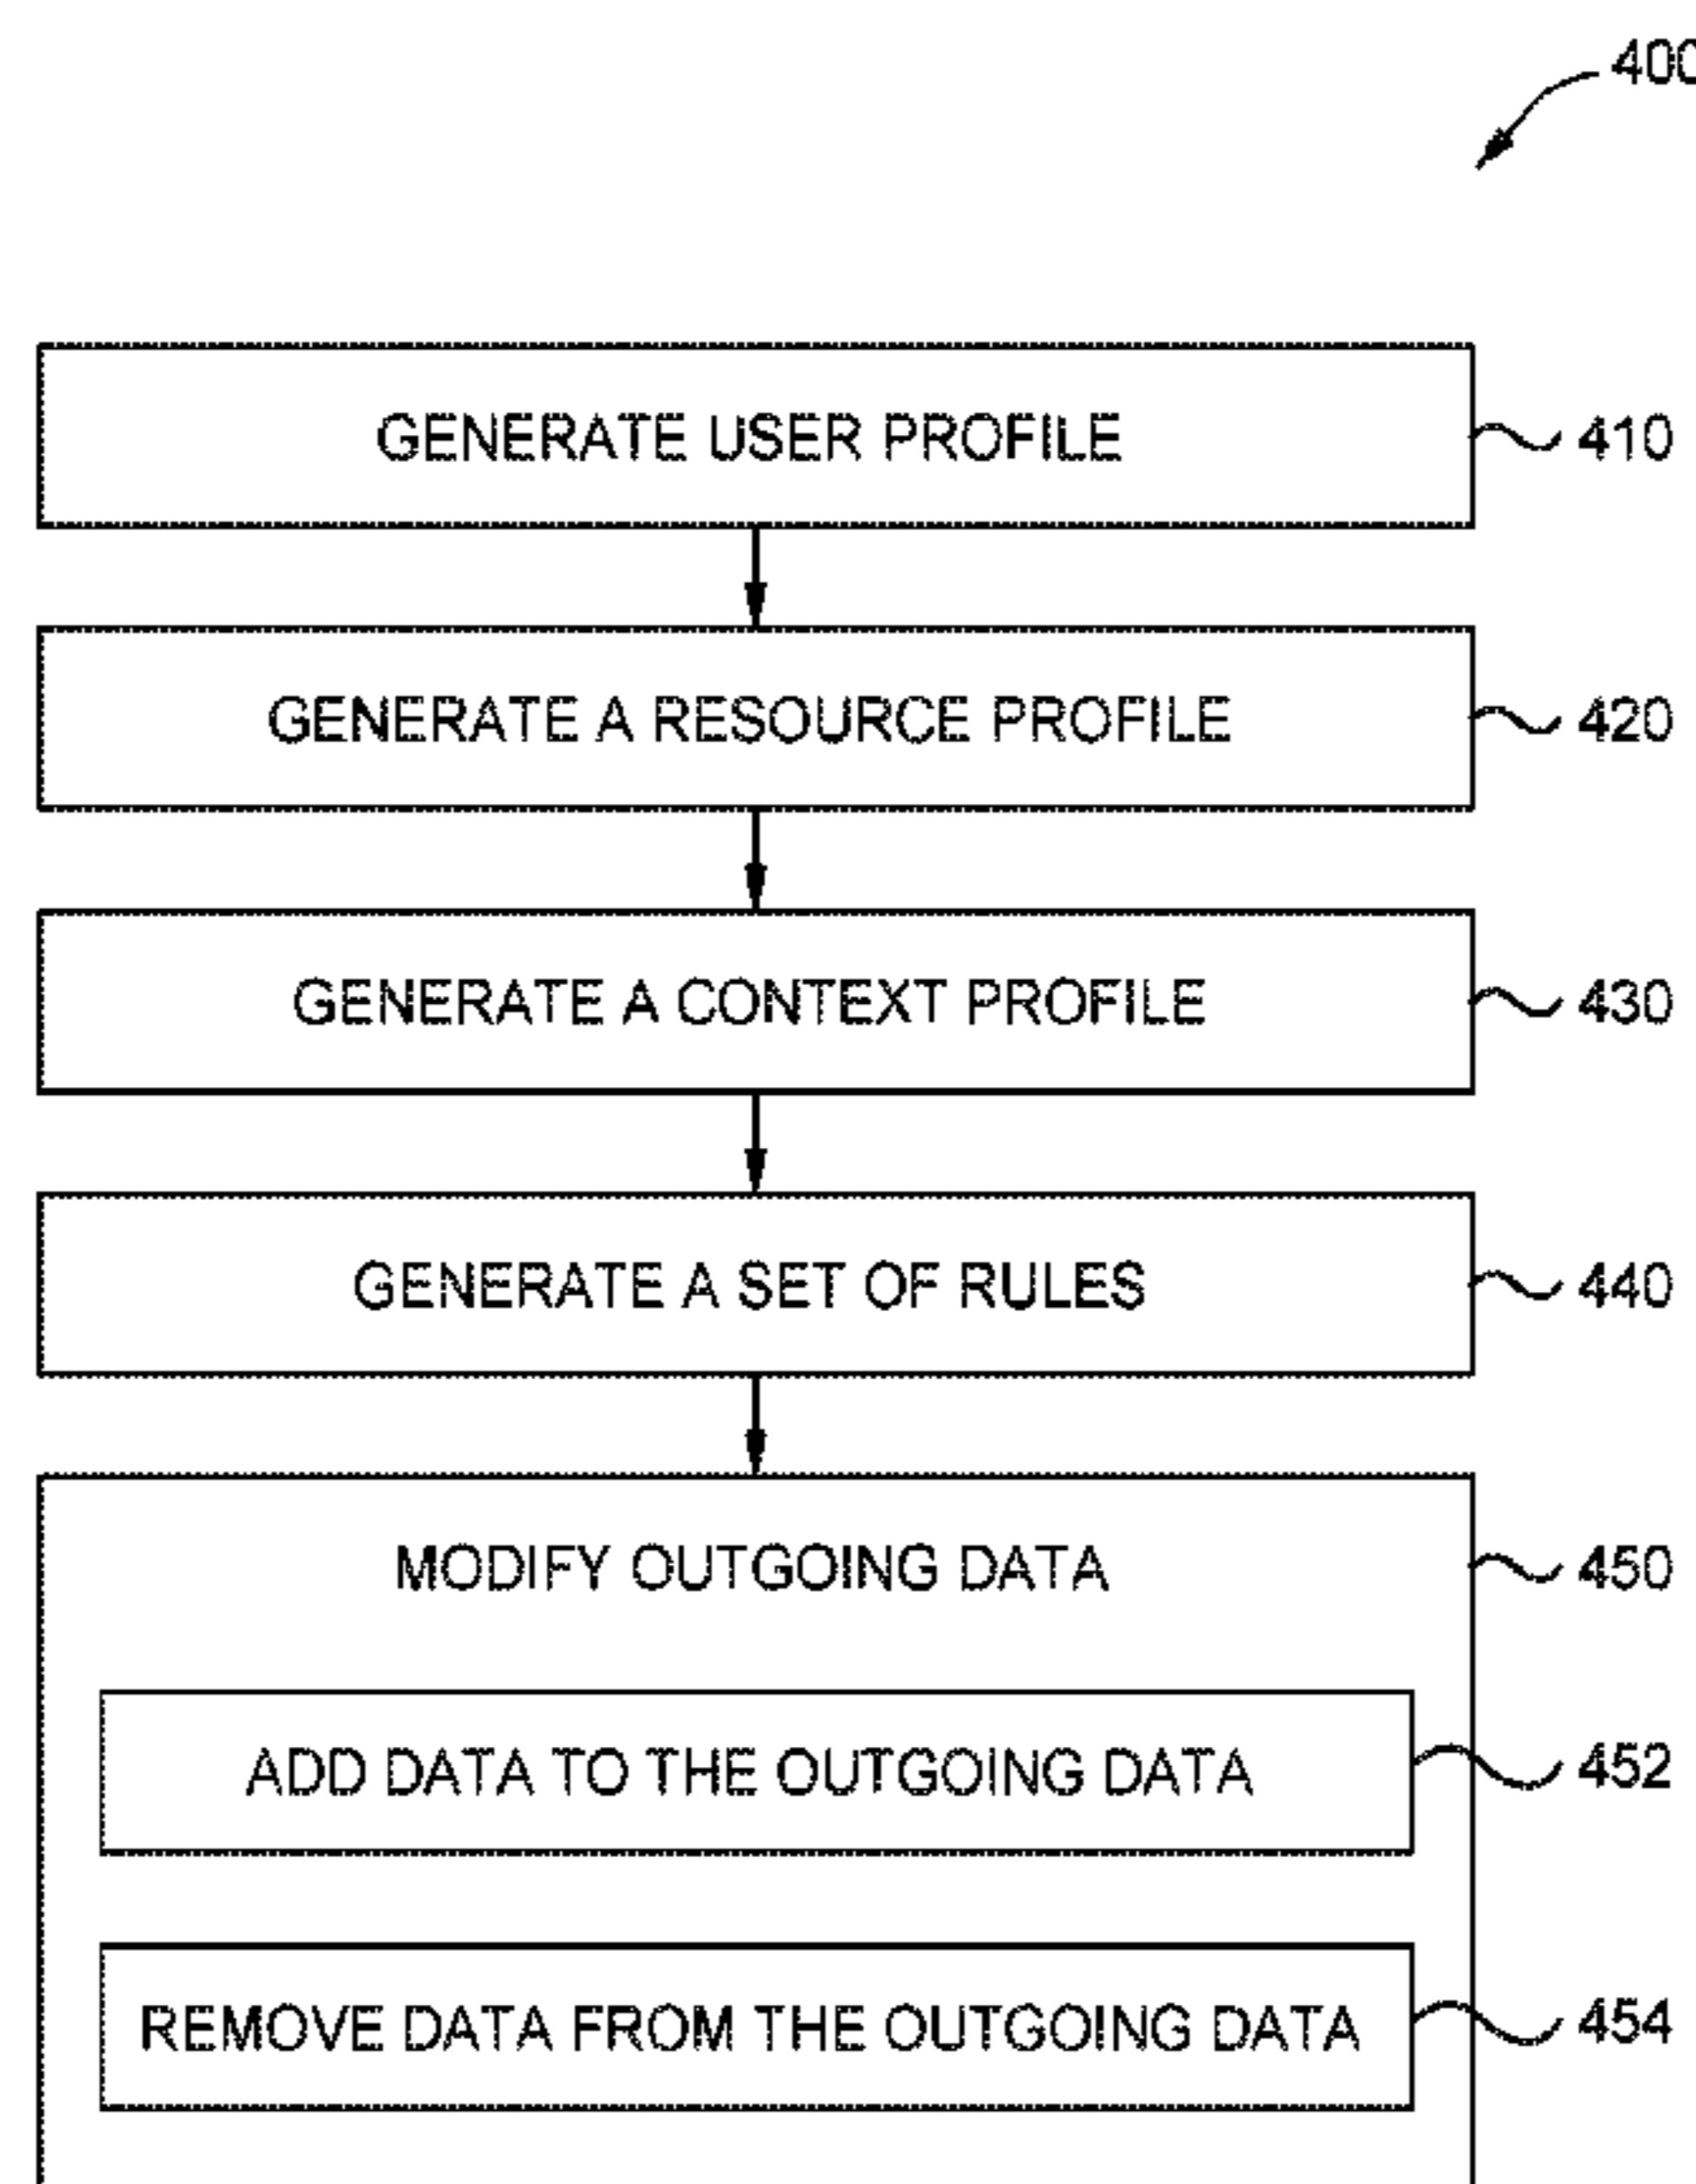 400
GENERATE USER PROFILE 410
GENERATE A RESOURCE PROFILE 420
GENERATE A CONTEXT PROFILE 430
GENERATE A SET OF RULES 440
MODIFY OUTGOING DATA 450
ADD DATA TO THE OUTGOING DATA 452
REMOVE DATA FROM THE OUTGOING DATA 454